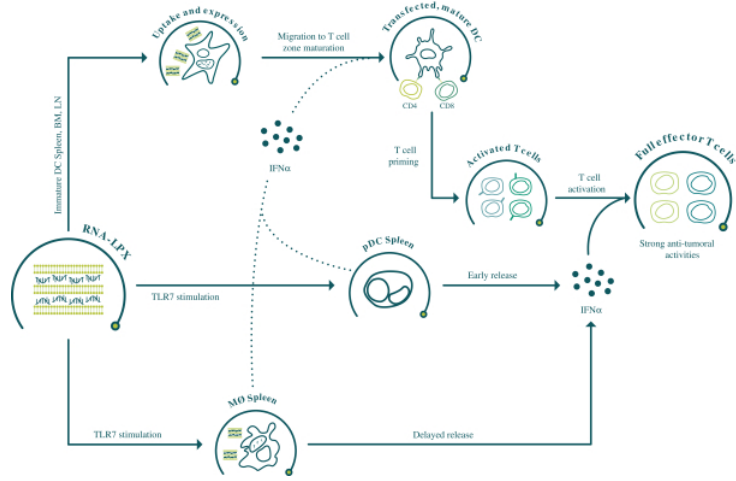 Uptake and expression
Migration to T cell
zone maturation
Transfected, mature DC
CD4
CD8
Immature DC Spleen, BM, LN
IFNα
T cell
priming
Activated T cells
T cell
activation
Full effector T cells
Strong anti-tumoral
activities
RNA-LPX
TLR7 stimulation
pDC Spleen
Early release
IFNα
MØ Spleen
TLR7 stimulation
Delayed release